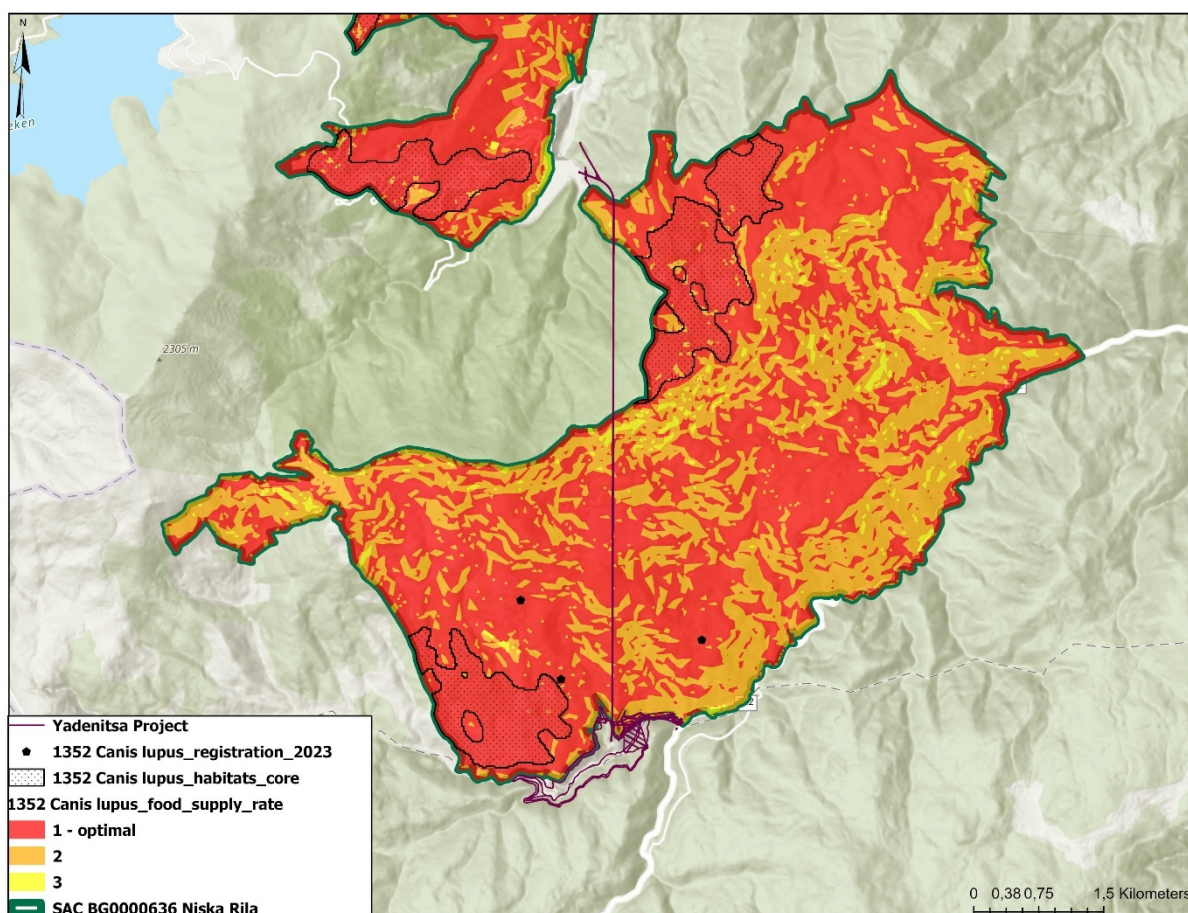 N
eken
2305 m
2
Yadenitsa Project
1352 Canis lupus_registration_2023
1352 Canis lupus_habitats_core
1352 Canis lupus_food_supply_rate
1 - optimal
2
3
SAC BG0000636 Niska Rila
0 0,38 0,75 1,5 Kilometers